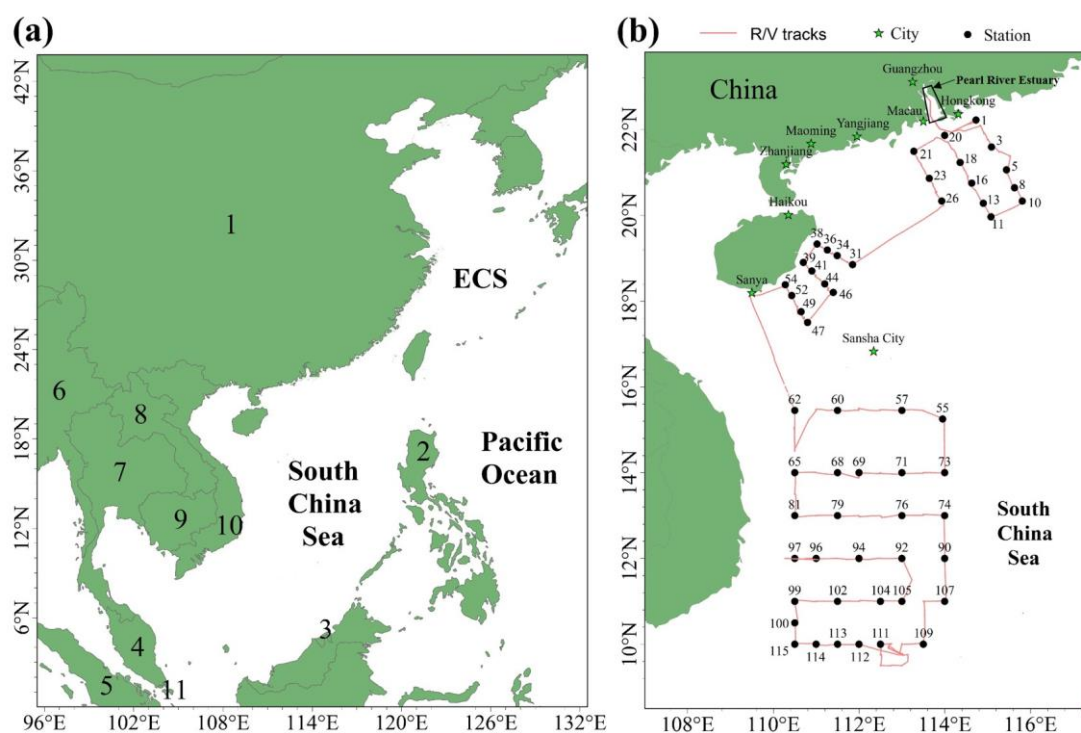 (a)
42°N
36°N
30°N
24°N
18°N
12°N
6°N
1
ECS
6
8
2
Pacific
Ocean
7
South
China
Sea
9
10
3
4
5
11
96°E
102°E
108°E
114°E
120°E
126°E
132°E
(b)
R/V tracks
City
Station
Guangzhou
China
Pearl River Estuary
Hongkong
Macau
Yangjiang
Maoming
Zhanjiang
Haikou
Sanya
Sansha City
22°N
20°N
18°N
16°N
14°N
12°N
10°N
1
20
3
21
18
5
23
16
8
26
13
10
11
38
36
34
31
39
41
54
44
52
46
49
47
62
60
57
55
65
68
69
71
73
81
79
76
74
South
China
Sea
97
96
94
92
90
99
102
104
105
107
100
115
114
113
112
111
109
108°E
110°E
112°E
114°E
116°E